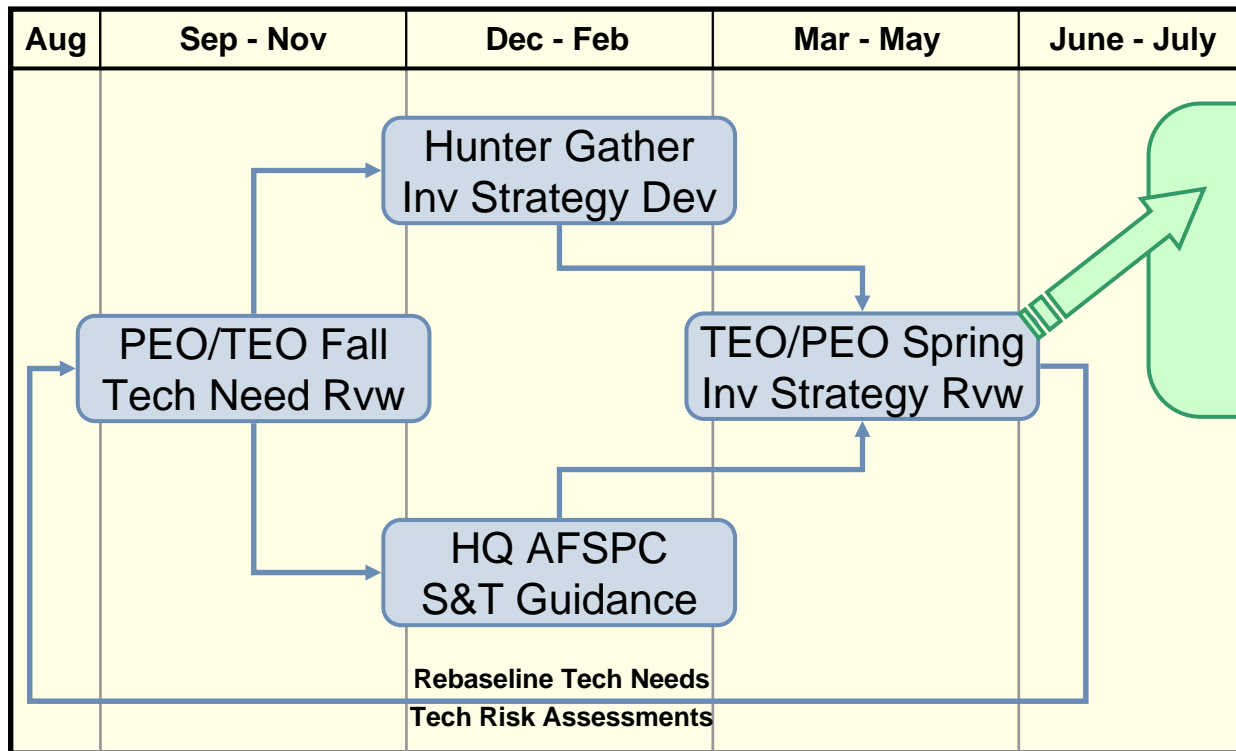 Aug
Sep - Nov
Dec - Feb
Mar - May
June - July
Hunter Gather
Inv Strategy Dev
PEO/TEO Fall
Tech Need Rvw
TEO/PEO Spring
Inv Strategy Rvw
HQ AFSPC
S&T Guidance
Rebaseline Tech Needs
Tech Risk Assessments